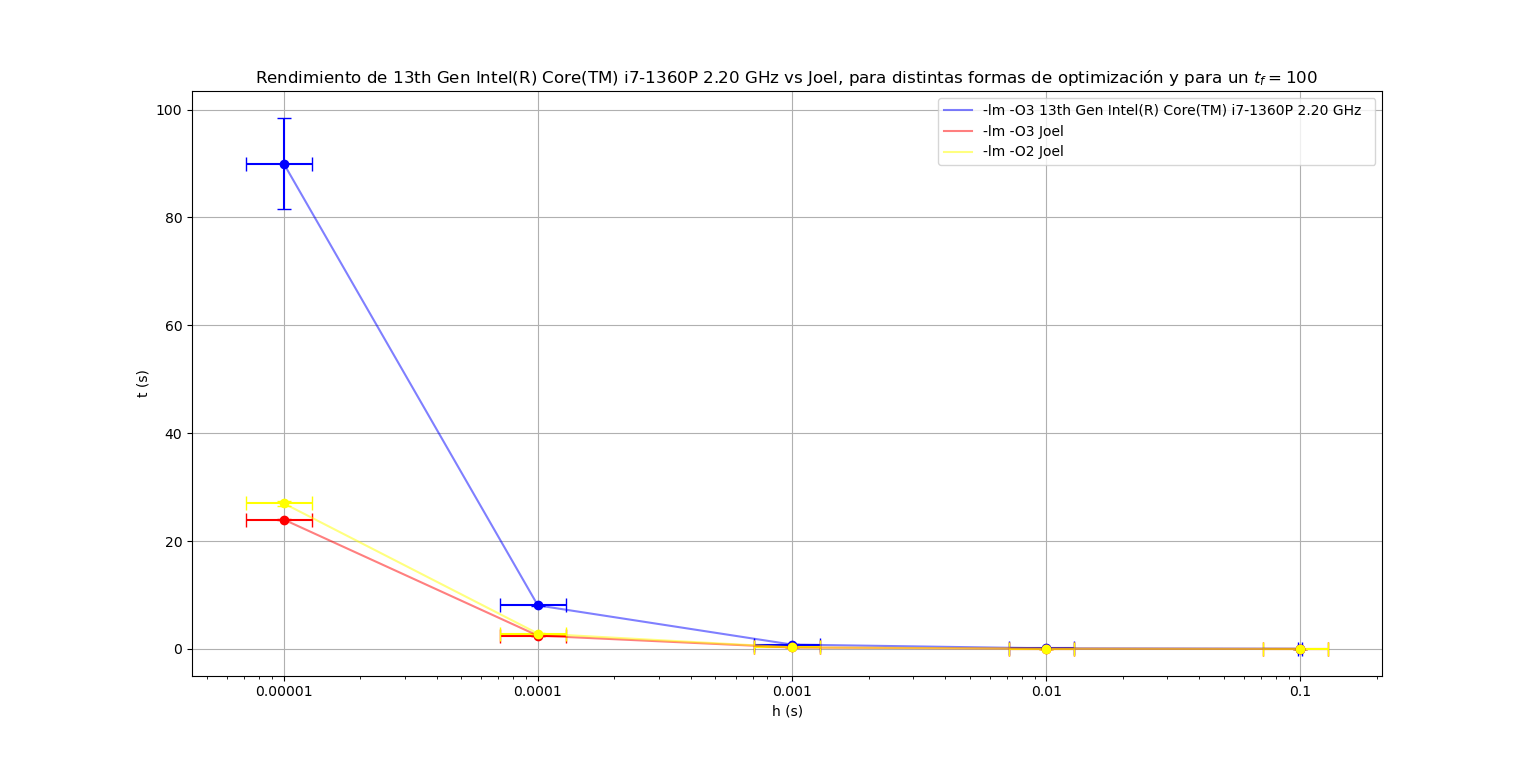 Rendimiento de 13th Gen Intel(R) Core(TM) i7-1360P 2.20 GHz vs Joel, para distintas formas de optimización y para un $t_f = 100$
-lm -O3 13th Gen Intel(R) Core(TM) i7-1360P 2.20 GHz
-lm -O3 Joel
-lm -O2 Joel
100
80
60
40
20
0
t (s)
0.00001 0.0001 0.001 0.01 0.1
h (s)